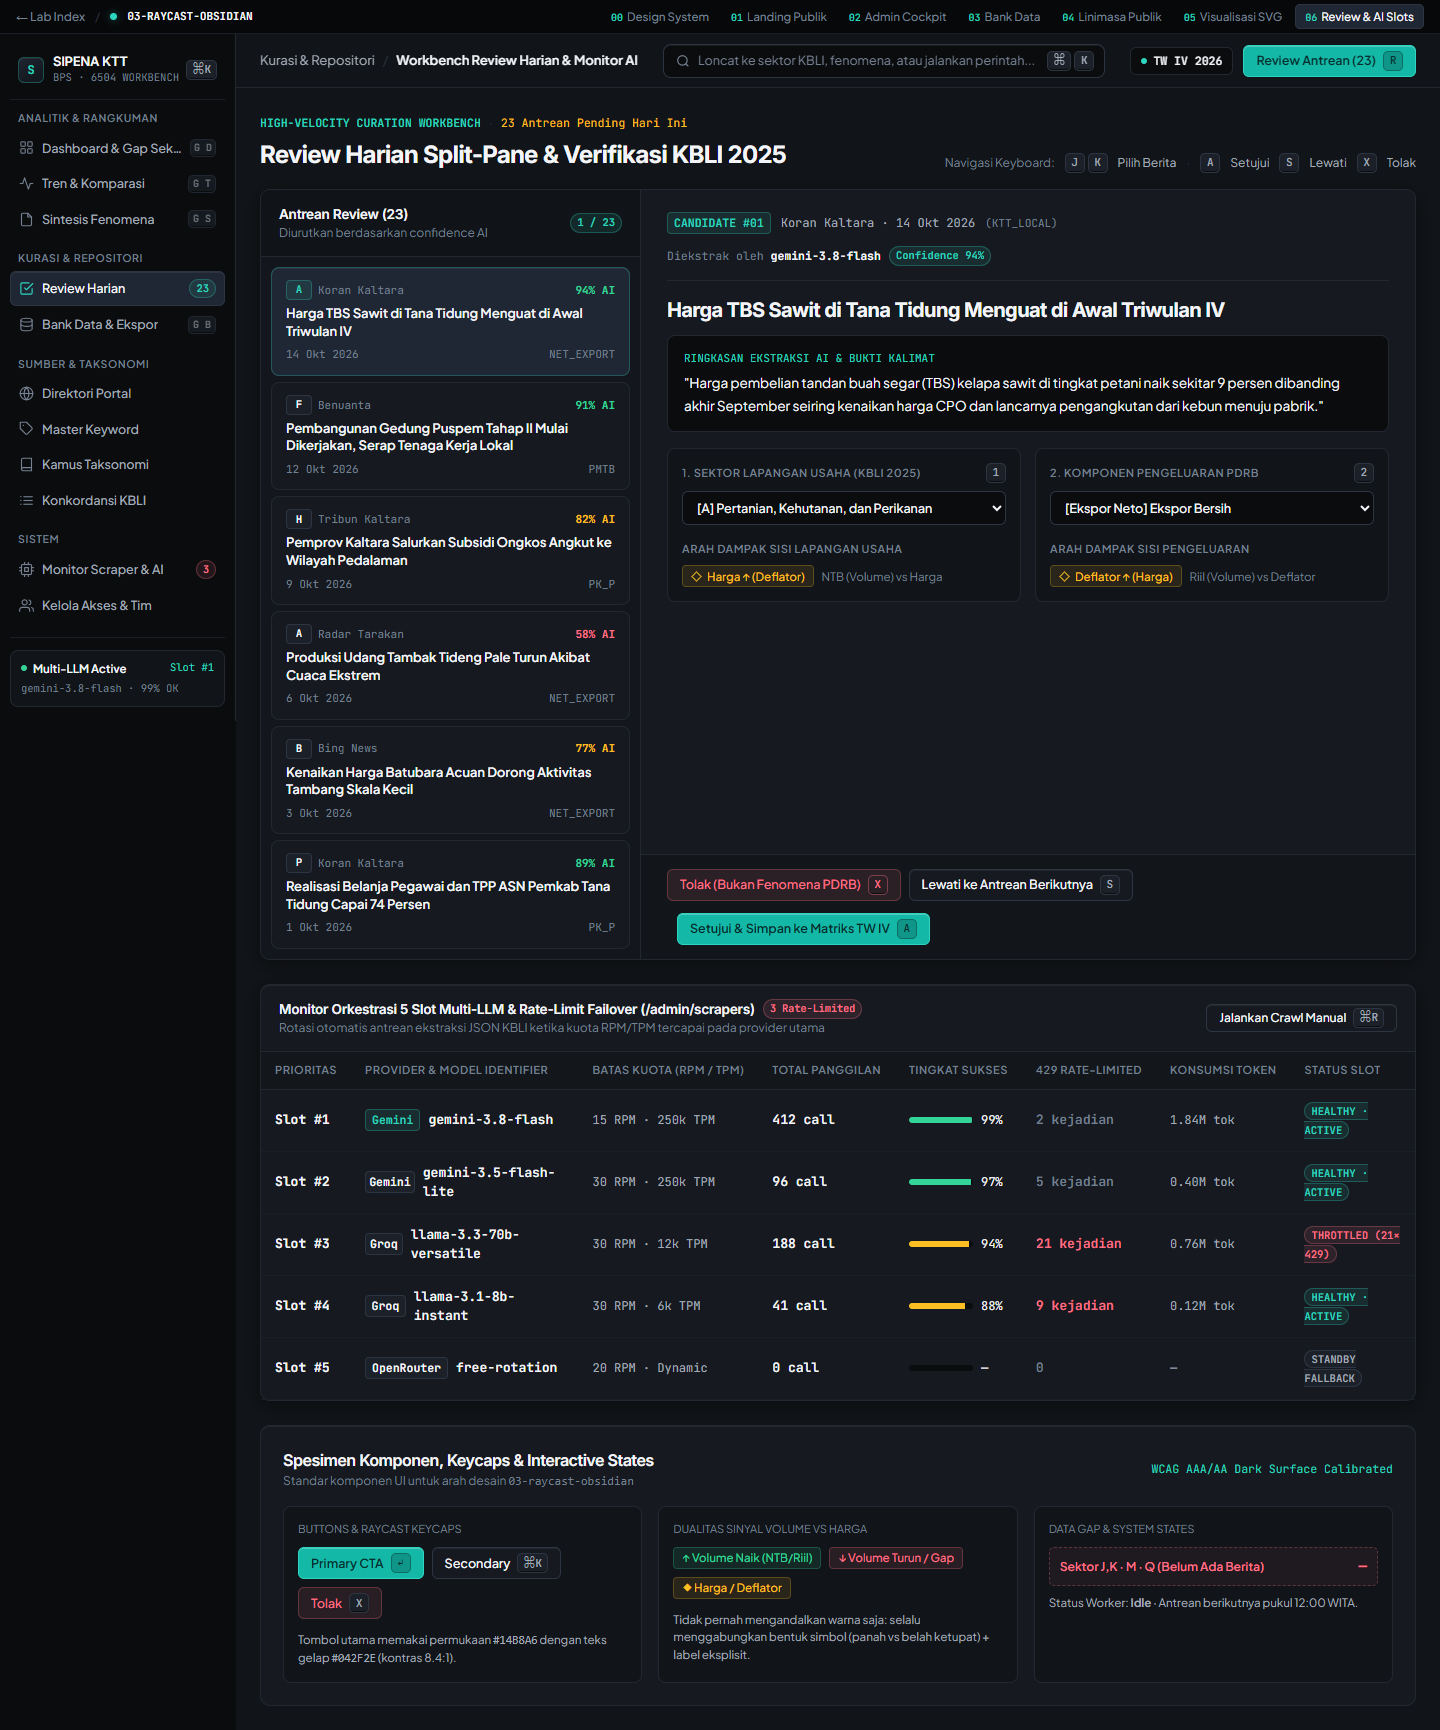 ← Lab Index / 03-RAYCAST-OBSIDIAN
00 Design System 01 Landing Publik 02 Admin Cockpit 03 Bank Data 04 Linimasa Publik 05 Visualisasi SVG 06 Review & AI Slots
S SIPENA KTT
BPS · 6504 WORKBENCH ⌘K
ANALITIK & RANGKUMAN
Dashboard & Gap Sek... G D
Tren & Komparasi G T
Sintesis Fenomena G S
KURASI & REPOSITORI
Review Harian 23
Bank Data & Ekspor G B
SUMBER & TAKSONOMI
Direktori Portal
Master Keyword
Kamus Taksonomi
Konkordansi KBLI
SISTEM
Monitor Scraper & AI 3
Kelola Akses & Tim
Multi-LLM Active Slot #1
gemini-3.8-flash · 99% OK
Kurasi & Repositori / Workbench Review Harian & Monitor AI
Loncat ke sektor KBLI, fenomena, atau jalankan perintah... ⌘ K
TW IV 2026
Review Antrean (23) R
HIGH-VELOCITY CURATION WORKBENCH · 23 Antrean Pending Hari Ini
Review Harian Split-Pane & Verifikasi KBLI 2025
Navigasi Keyboard: J K Pilih Berita · A Setujui S Lewati X Tolak
Antrean Review (23)
Diurutkan berdasarkan confidence AI
1 / 23
A Koran Kaltara 94% AI
Harga TBS Sawit di Tana Tidung Menguat di Awal
Triwulan IV
14 Okt 2026 NET_EXPORT
F Benuanta 91% AI
Pembangunan Gedung Puspem Tahap II Mulai
Dikerjakan, Serap Tenaga Kerja Lokal
12 Okt 2026 PMTB
H Tribun Kaltara 82% AI
Pemprov Kaltara Salurkan Subsidi Ongkos Angkut ke
Wilayah Pedalaman
9 Okt 2026 PK_P
A Radar Tarakan 58% AI
Produksi Udang Tambak Tideng Pale Turun Akibat
Cuaca Ekstrem
6 Okt 2026 NET_EXPORT
B Bing News 77% AI
Kenaikan Harga Batubara Acuan Dorong Aktivitas
Tambang Skala Kecil
3 Okt 2026 NET_EXPORT
P Koran Kaltara 89% AI
Realisasi Belanja Pegawai dan TPP ASN Pemkab Tana
Tidung Capai 74 Persen
1 Okt 2026 PK_P
CANDIDATE #01 Koran Kaltara · 14 Okt 2026 (KTT_LOCAL)
Diekstrak oleh gemini-3.8-flash Confidence 94%
Harga TBS Sawit di Tana Tidung Menguat di Awal Triwulan IV
RINGKASAN EKSTRAKSI AI & BUKTI KALIMAT
"Harga pembelian tandan buah segar (TBS) kelapa sawit di tingkat petani naik sekitar 9 persen dibanding
akhir September seiring kenaikan harga CPO dan lancarnya pengangkutan dari kebun menuju pabrik."
1. SEKTOR LAPANGAN USAHA (KBLI 2025) 1
[A] Pertanian, Kehutanan, dan Perikanan
ARAH DAMPAK SISI LAPANGAN USAHA
◇ Harga ↑ (Deflator) NTB (Volume) vs Harga
2. KOMPONEN PENGELUARAN PDRB 2
[Ekspor Neto] Ekspor Bersih
ARAH DAMPAK SISI PENGELUARAN
◇ Deflator ↑ (Harga) Riil (Volume) vs Deflator
Tolak (Bukan Fenomena PDRB) X
Lewati ke Antrean Berikutnya S
Setujui & Simpan ke Matriks TW IV A
Monitor Orkestrasi 5 Slot Multi-LLM & Rate-Limit Failover (/admin/scrapers) 3 Rate-Limited
Rotasi otomatis antrean ekstraksi JSON KBLI ketika kuota RPM/TPM tercapai pada provider utama
Jalankan Crawl Manual ⌘R
PRIORITAS PROVIDER & MODEL IDENTIFIER BATAS KUOTA (RPM / TPM) TOTAL PANGGILAN TINGKAT SUKSES 429 RATE-LIMITED KONSUMSI TOKEN STATUS SLOT
Slot #1 Gemini gemini-3.8-flash 15 RPM · 250k TPM 412 call 99% 2 kejadian 1.84M tok HEALTHY ·
ACTIVE
Slot #2 Gemini gemini-3.5-flash-
lite 30 RPM · 250k TPM 96 call 97% 5 kejadian 0.40M tok HEALTHY ·
ACTIVE
Slot #3 Groq llama-3.3-70b-
versatile 30 RPM · 12k TPM 188 call 94% 21 kejadian 0.76M tok THROTTLED (21×
429)
Slot #4 Groq llama-3.1-8b-
instant 30 RPM · 6k TPM 41 call 88% 9 kejadian 0.12M tok HEALTHY ·
ACTIVE
Slot #5 OpenRouter free-rotation 20 RPM · Dynamic 0 call — 0 — STANDBY
FALLBACK
Spesimen Komponen, Keycaps & Interactive States
Standar komponen UI untuk arah desain 03-raycast-obsidian
WCAG AAA/AA Dark Surface Calibrated
BUTTONS & RAYCAST KEYCAPS
Primary CTA ↵
Secondary ⌘K
Tolak X
Tombol utama memakai permukaan #14B8A6 dengan teks
gelap #042F2E (kontras 8.4:1).
DUALITAS SINYAL VOLUME VS HARGA
↑ Volume Naik (NTB/Riil)
↓ Volume Turun / Gap
◆ Harga / Deflator
Tidak pernah mengandalkan warna saja: selalu
menggabungkan bentuk simbol (panah vs belah ketupat) +
label eksplisit.
DATA GAP & SYSTEM STATES
Sektor J,K · M · Q (Belum Ada Berita) —
Status Worker: Idle · Antrean berikutnya pukul 12:00 WITA.